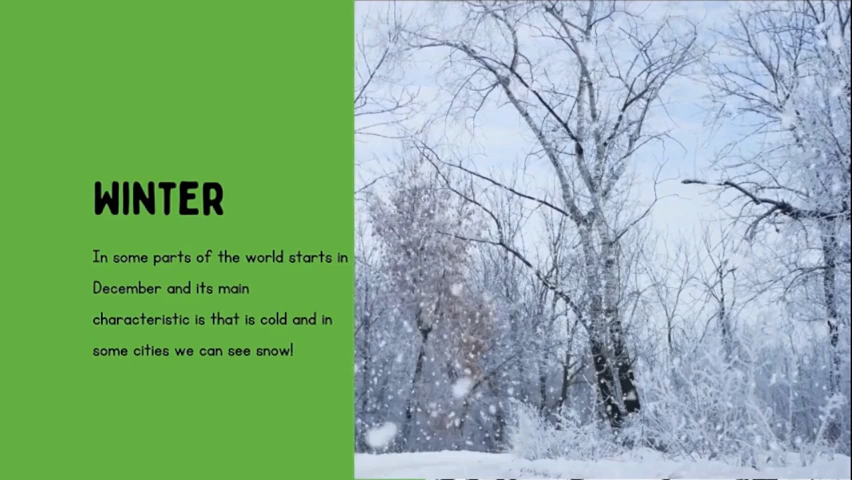 WINTER
In some parts of the world starts in
December and its main
characteristic is that is cold and in
some cities we can see snow!